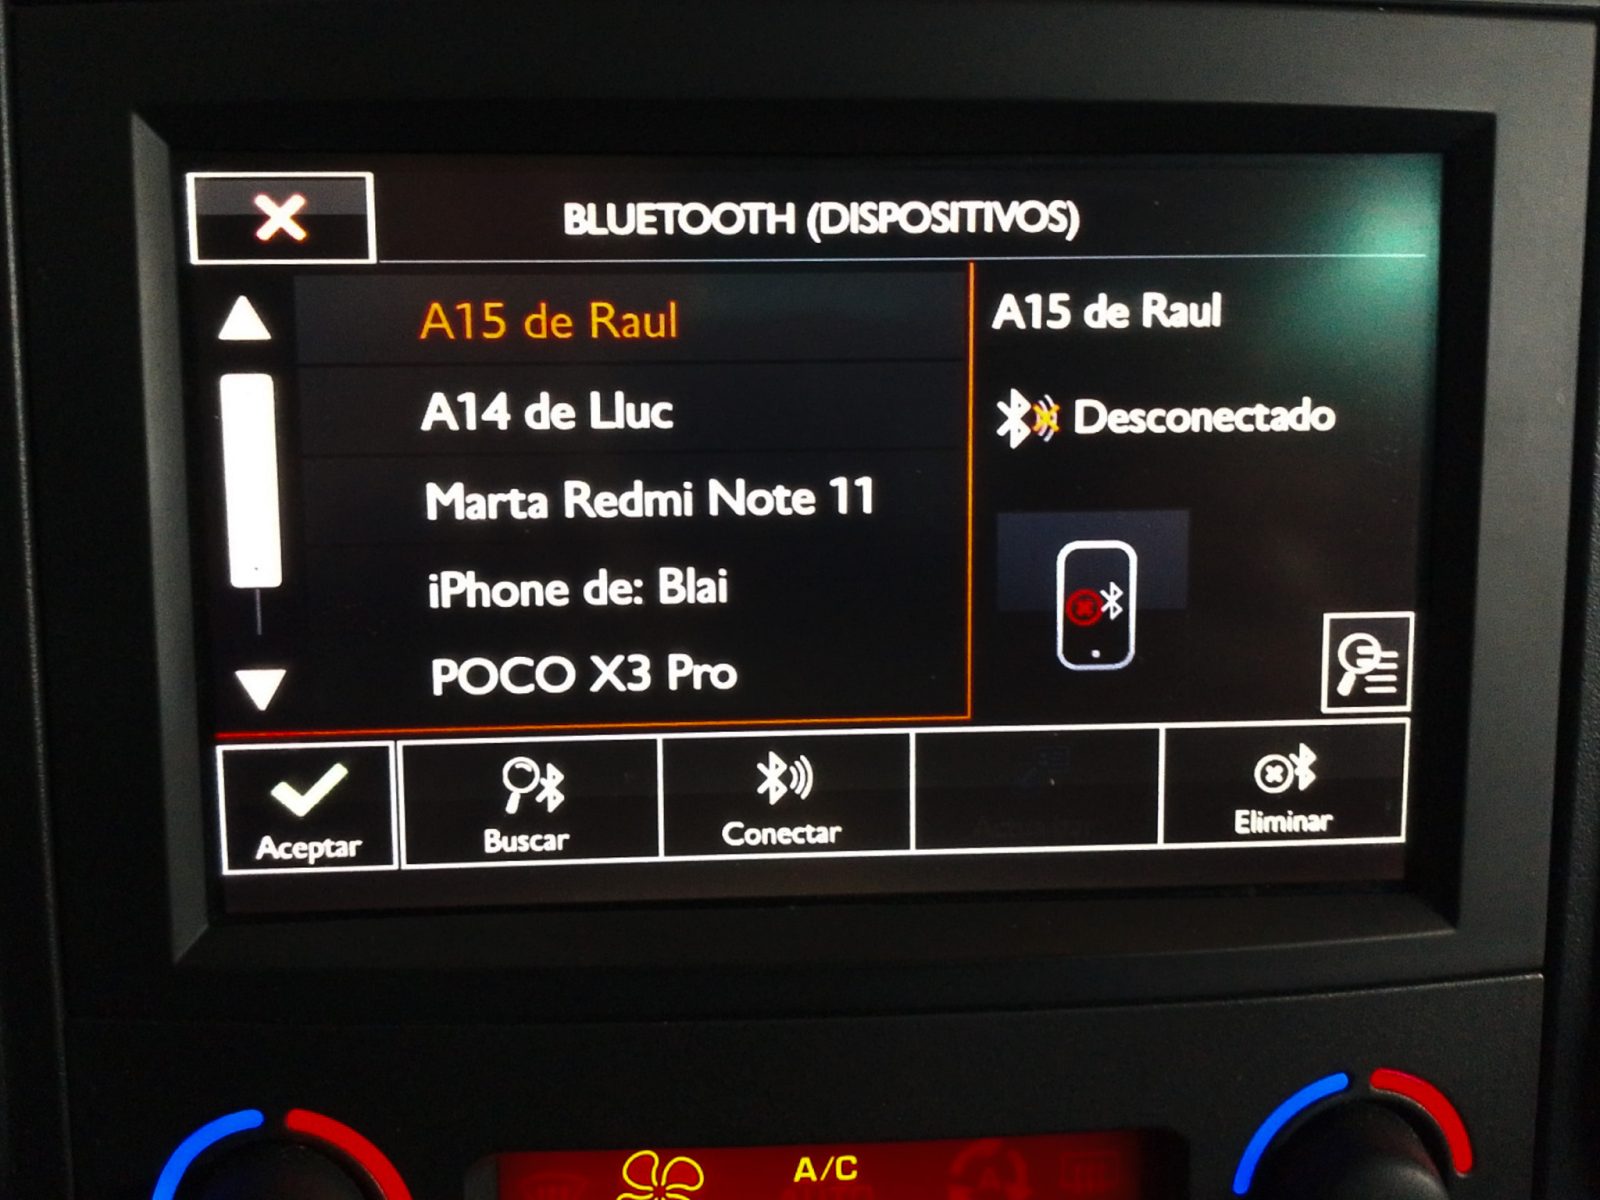 BLUETOOTH (DISPOSITIVOS)
A15 de Raul
A14 de Lluc
Marta Redmi Note 11
iPhone de: Blai
POCO X3 Pro
A15 de Raul
Desconectado
Aceptar
Buscar
Conectar
Eliminar
A/C